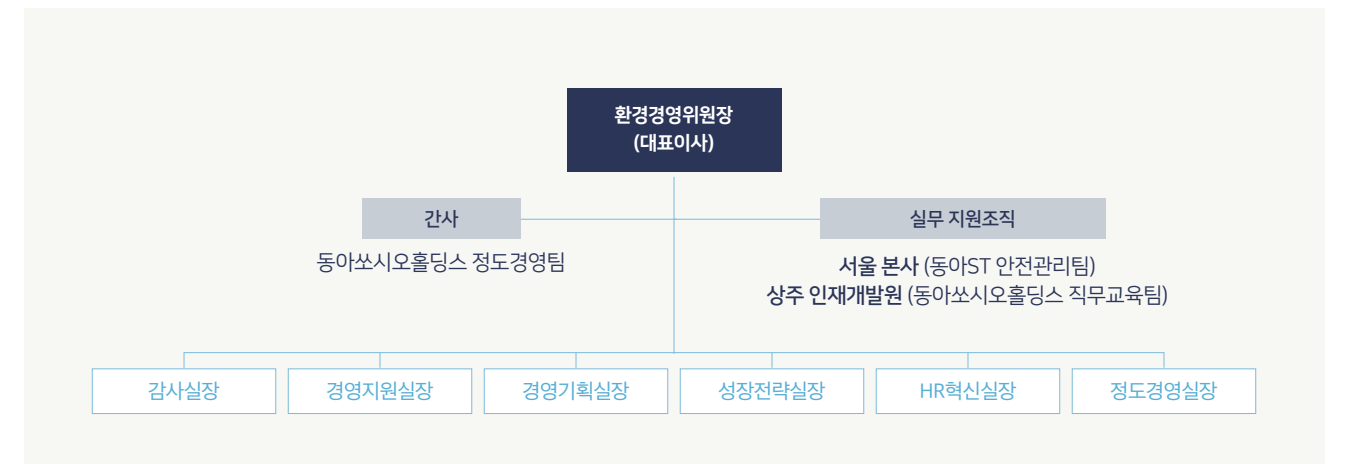 환경경영위원장
(대표이사)
간사
실무 지원조직
동아쏘시오홀딩스 정도경영팀
서울 본사 (동아ST 안전관리팀)
상주 인재개발원 (동아쏘시오홀딩스 직무교육팀)
감사실장
경영지원실장
경영기획실장
성장전략실장
HR혁신실장
정도경영실장